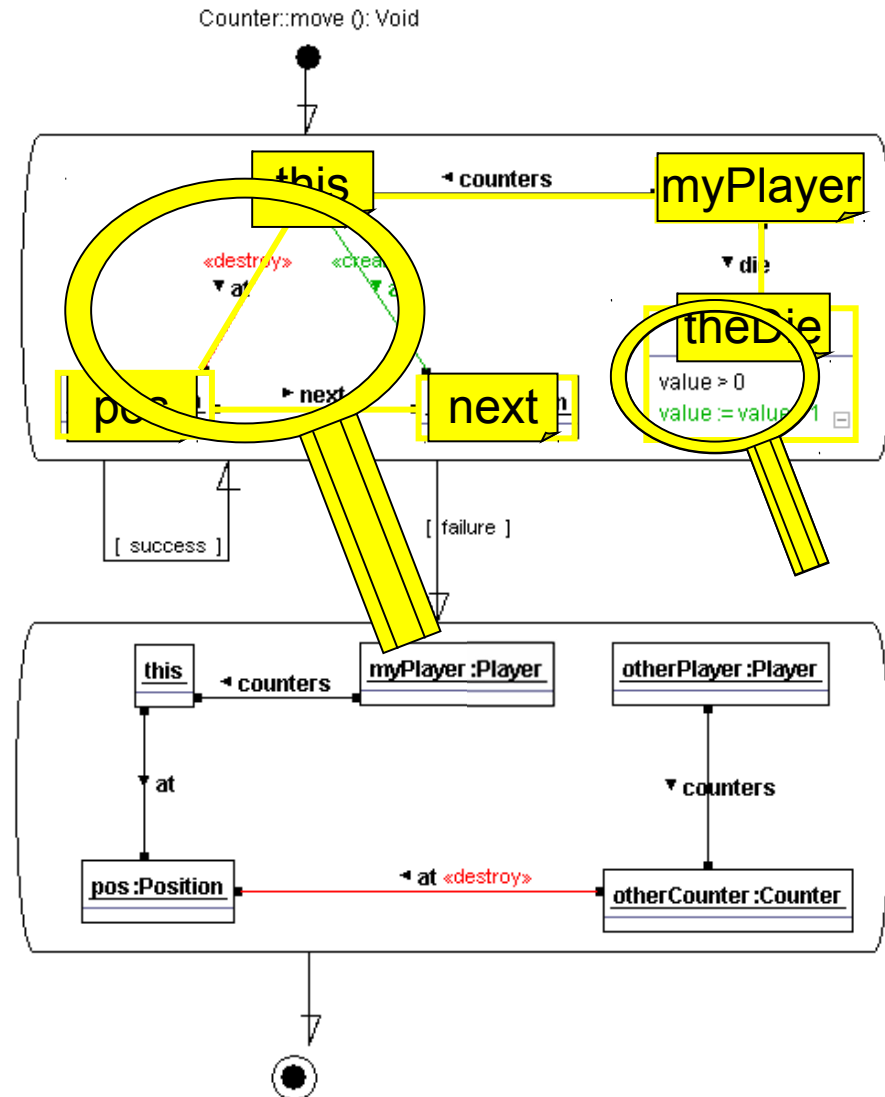 Counter::move (): Void
this
counters
myPlayer
«destroy»
at
die
theDie
value > 0
pos
next
next
[ success ]
[ failure ]
this
counters
myPlayer :Player
otherPlayer :Player
at
counters
pos :Position
at «destroy»
otherCounter :Counter